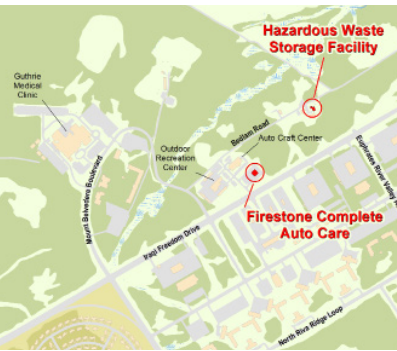 Hazardous Waste
Storage Facility
Guthrie
Medical
Clinic
Bedlam Road
Auto Craft Center
Outdoor
Recreation
Center
Mount Belvedere Boulevard
Euphrates River Valley
Firestone Complete
Auto Care
Iraqi Freedom Drive
North Riva Ridge Loop